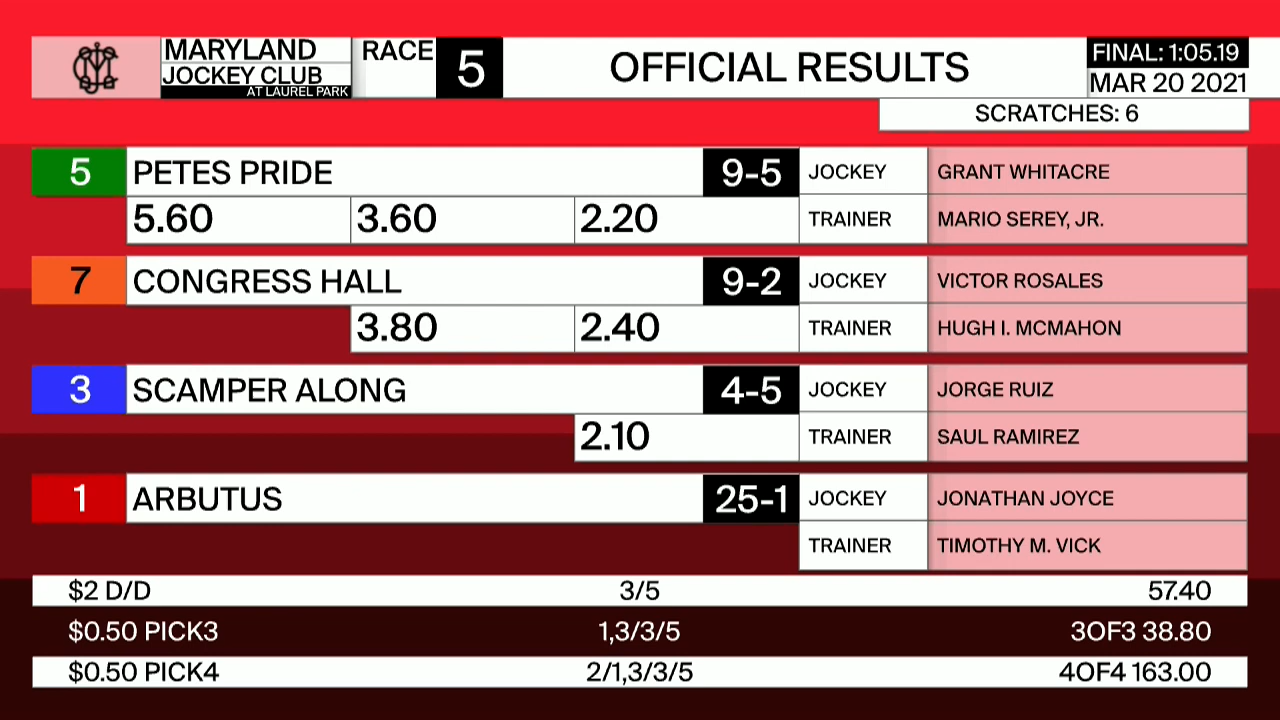 MARYLAND
JOCKEY CLUB
AT LAUREL PARK
RACE 5
OFFICIAL RESULTS
FINAL: 1:05.19
MAR 20 2021
SCRATCHES: 6
5 PETES PRIDE 9-5 JOCKEY GRANT WHITACRE
5.60 3.60 2.20 TRAINER MARIO SEREY, JR.
7 CONGRESS HALL 9-2 JOCKEY VICTOR ROSALES
3.80 2.40 TRAINER HUGH I. MCMAHON
3 SCAMPER ALONG 4-5 JOCKEY JORGE RUIZ
2.10 TRAINER SAUL RAMIREZ
1 ARBUTUS 25-1 JOCKEY JONATHAN JOYCE
TRAINER TIMOTHY M. VICK
$2 D/D 3/5 57.40
$0.50 PICK3 1,3/3/5 3OF3 38.80
$0.50 PICK4 2/1,3/3/5 4OF4 163.00